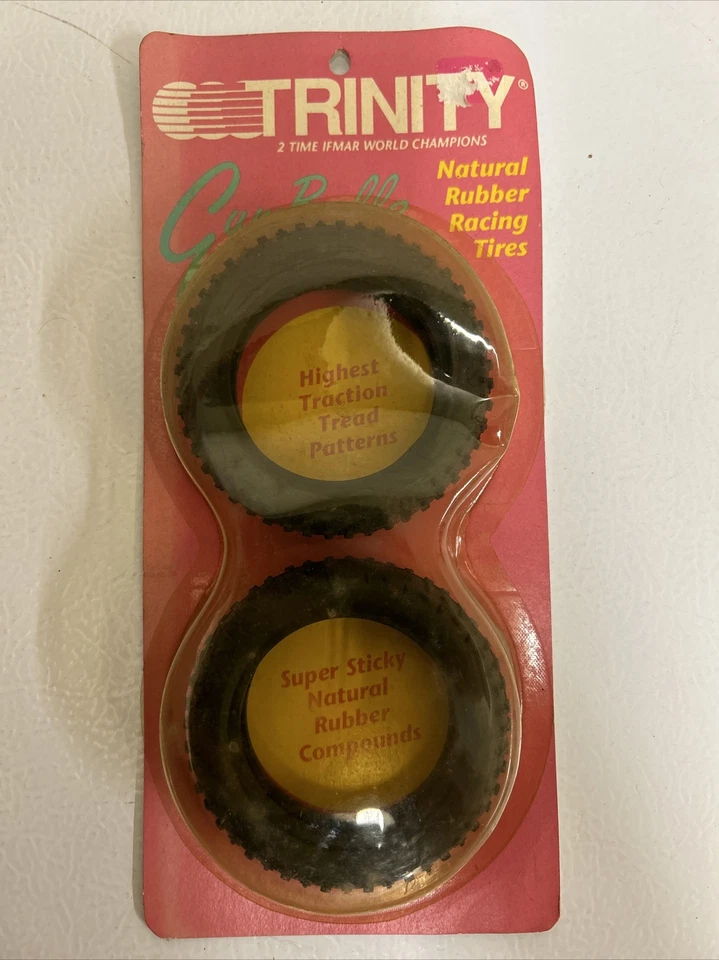 TRINITY®
2 TIME IFMAR WORLD CHAMPIONS
Natural
Rubber
Racing
Tires
Highest
Traction
Tread
Patterns
Super Sticky
Natural
Rubber
Compounds